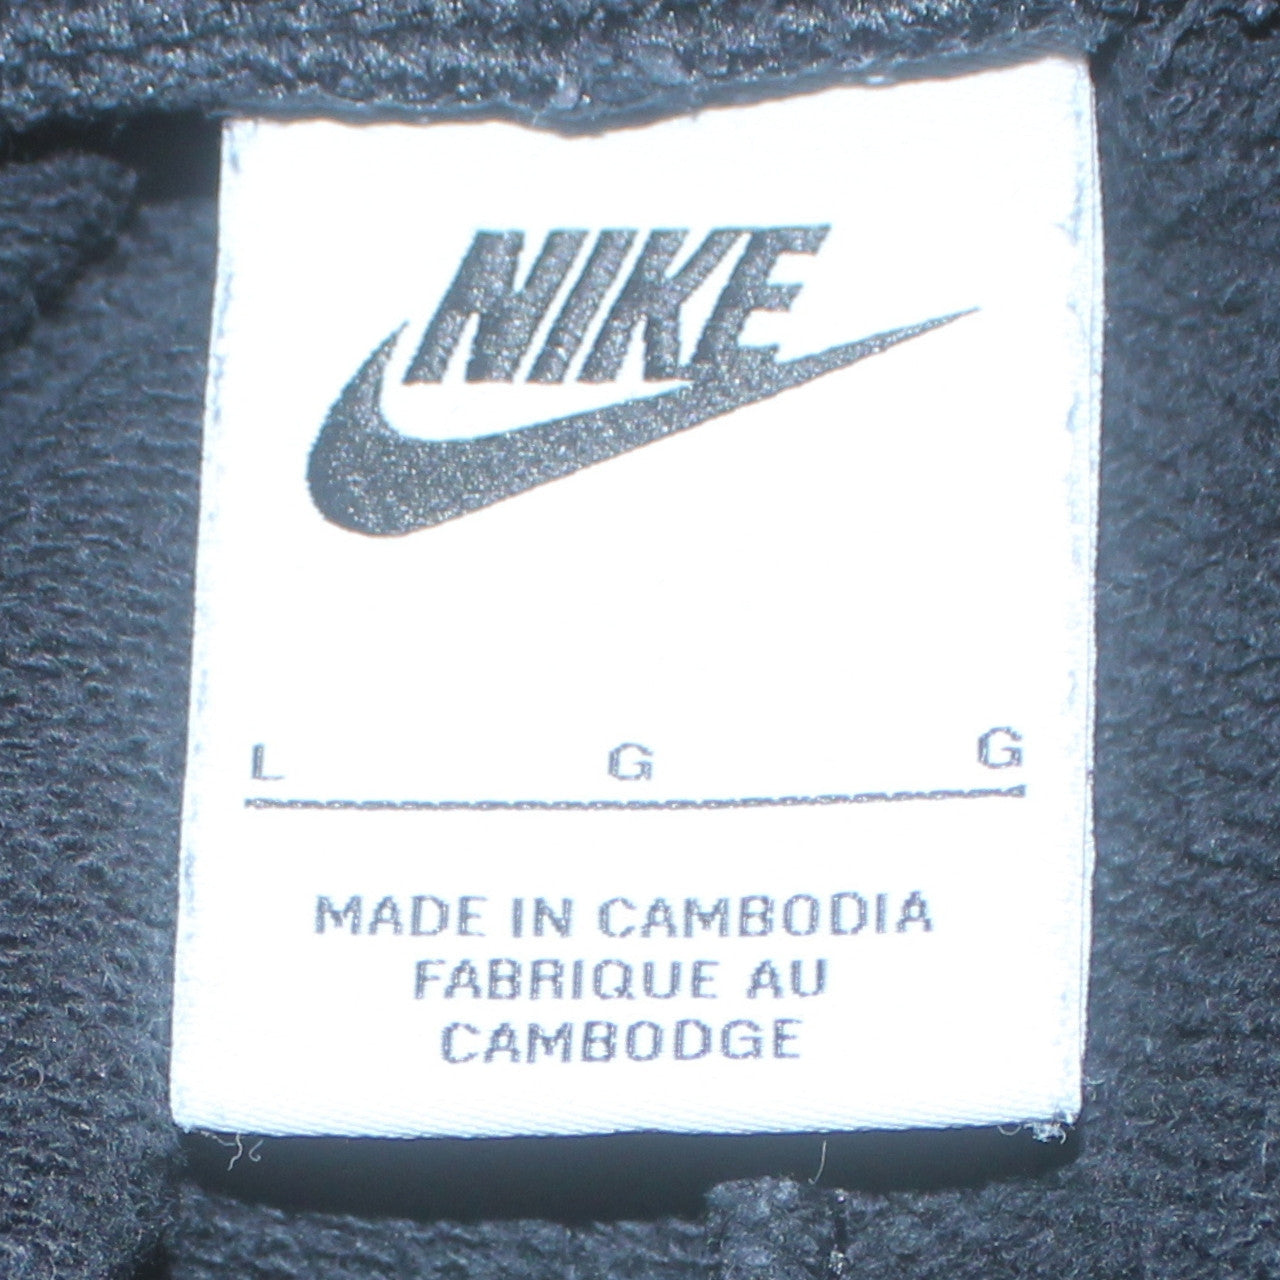 NIKE
L G G
MADE IN CAMBODIA
FABRIQUE AU
CAMBODGE